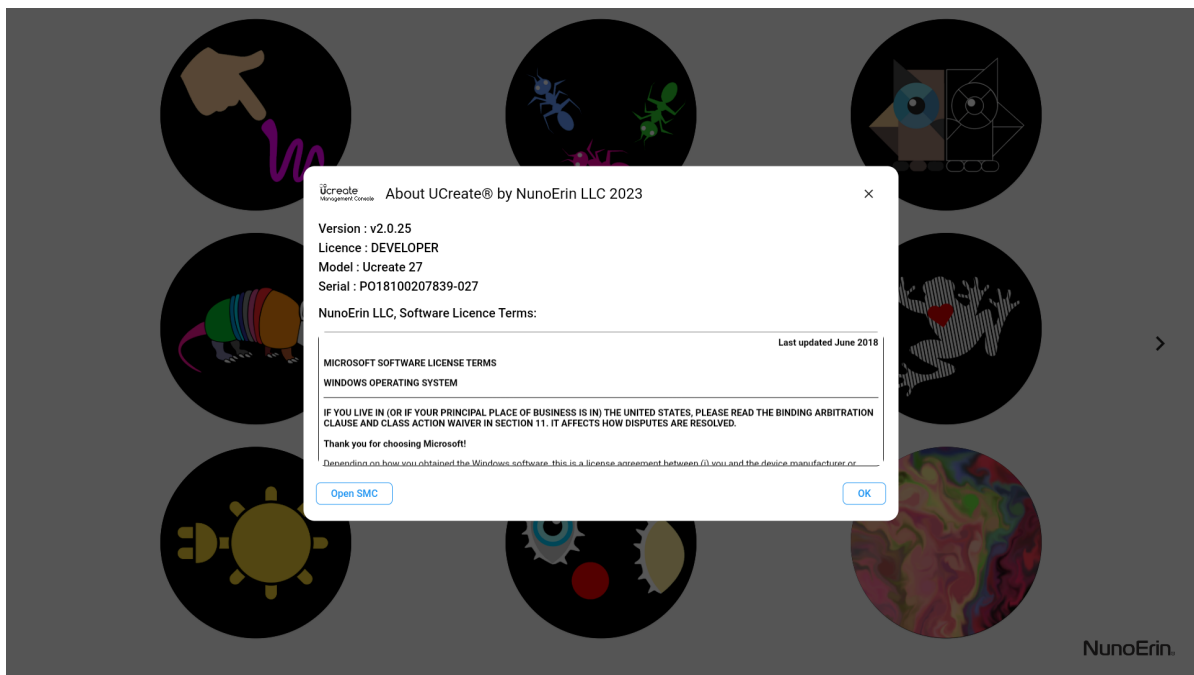 Ucreate
Management Console
About UCreate® by NunoErin LLC 2023
Version : v2.0.25
Licence : DEVELOPER
Model : Ucreate 27
Serial : PO18100207839-027
NunoErin LLC, Software Licence Terms:
Last updated June 2018
MICROSOFT SOFTWARE LICENSE TERMS
WINDOWS OPERATING SYSTEM
IF YOU LIVE IN (OR IF YOUR PRINCIPAL PLACE OF BUSINESS IS IN) THE UNITED STATES, PLEASE READ THE BINDING ARBITRATION
CLAUSE AND CLASS ACTION WAIVER IN SECTION 11. IT AFFECTS HOW DISPUTES ARE RESOLVED.
Thank you for choosing Microsoft!
Depending on how you obtained the Windows software, this is a license agreement between (i) you and the device manufacturer or
Open SMC
OK
NunoErin